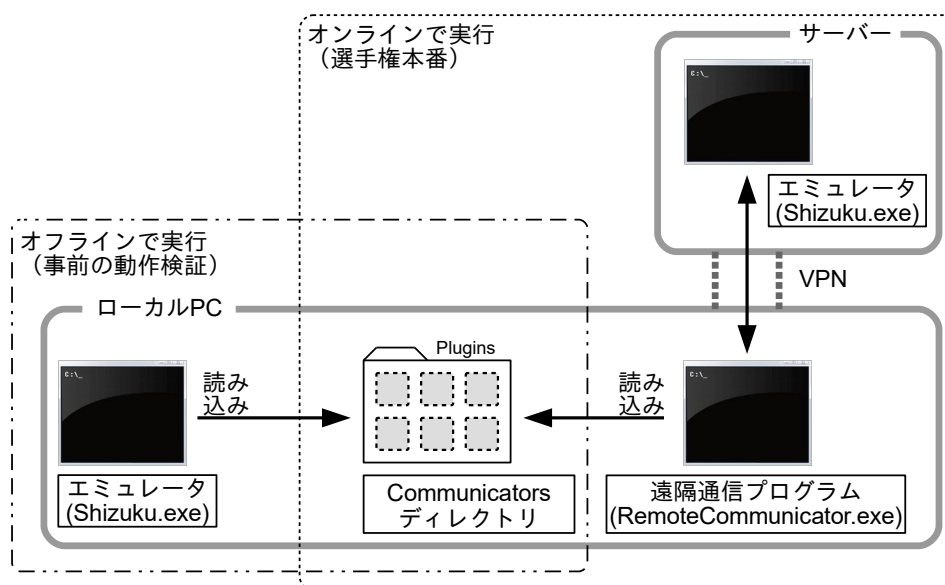 オンラインで実行
（選手権本番）
サーバー
C:\_
エミュレータ
(Shizuku.exe)
オフラインで実行
（事前の動作検証）
VPN
ローカルPC
C:\_
読み
込み
Plugins
読み
込み
C:\_
エミュレータ
(Shizuku.exe)
Communicators
ディレクトリ
遠隔通信プログラム
(RemoteCommunicator.exe)